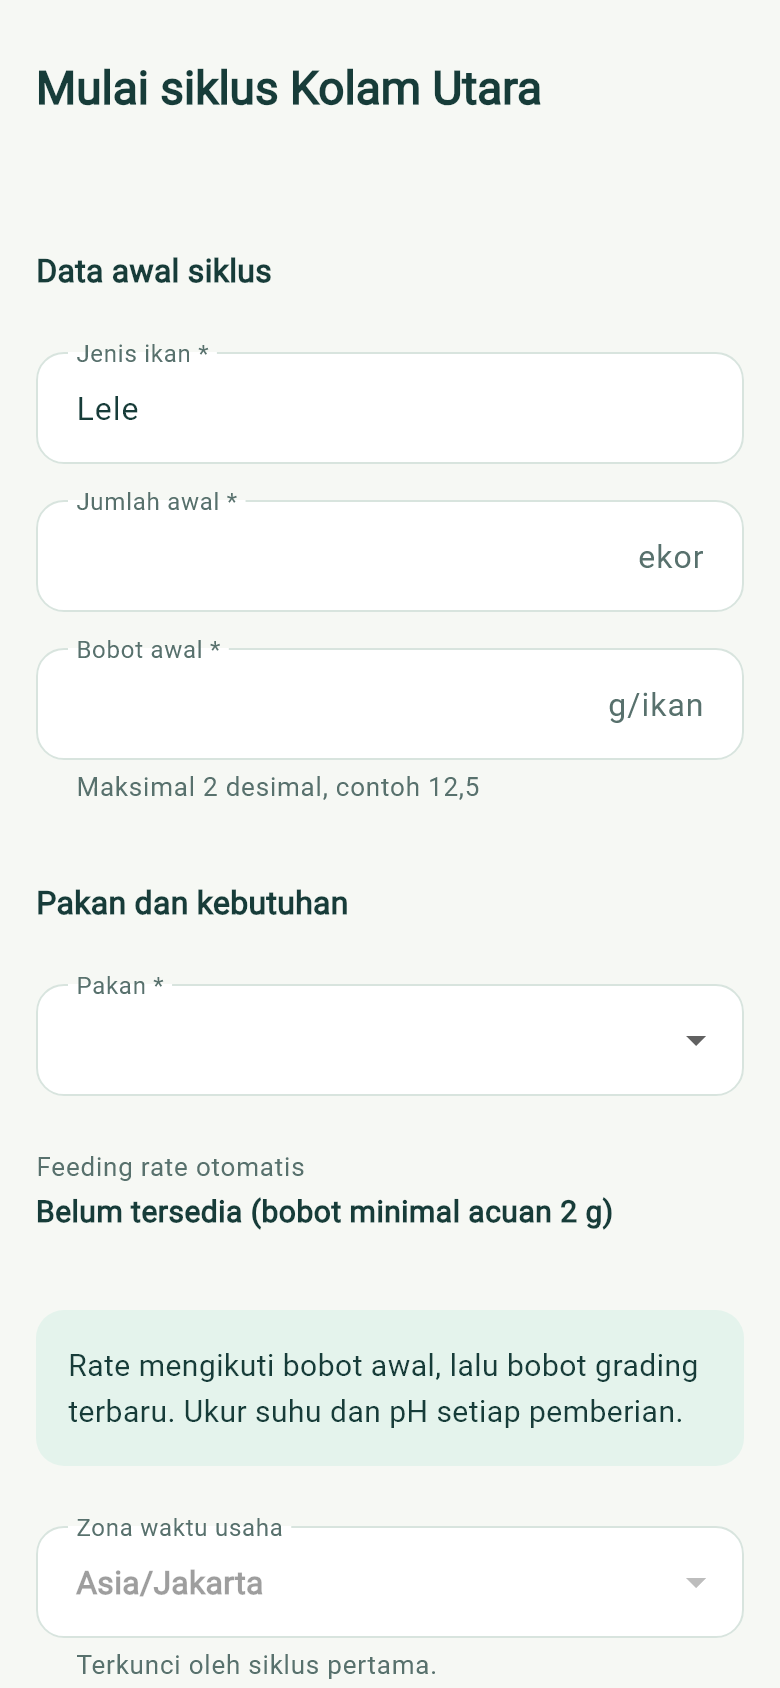 Mulai siklus Kolam Utara
Data awal siklus
Jenis ikan *
Lele
Jumlah awal *
ekor
Bobot awal *
g/ikan
Maksimal 2 desimal, contoh 12,5
Pakan dan kebutuhan
Pakan *
Feeding rate otomatis
Belum tersedia (bobot minimal acuan 2 g)
Rate mengikuti bobot awal, lalu bobot grading
terbaru. Ukur suhu dan pH setiap pemberian.
Zona waktu usaha
Asia/Jakarta
Terkunci oleh siklus pertama.